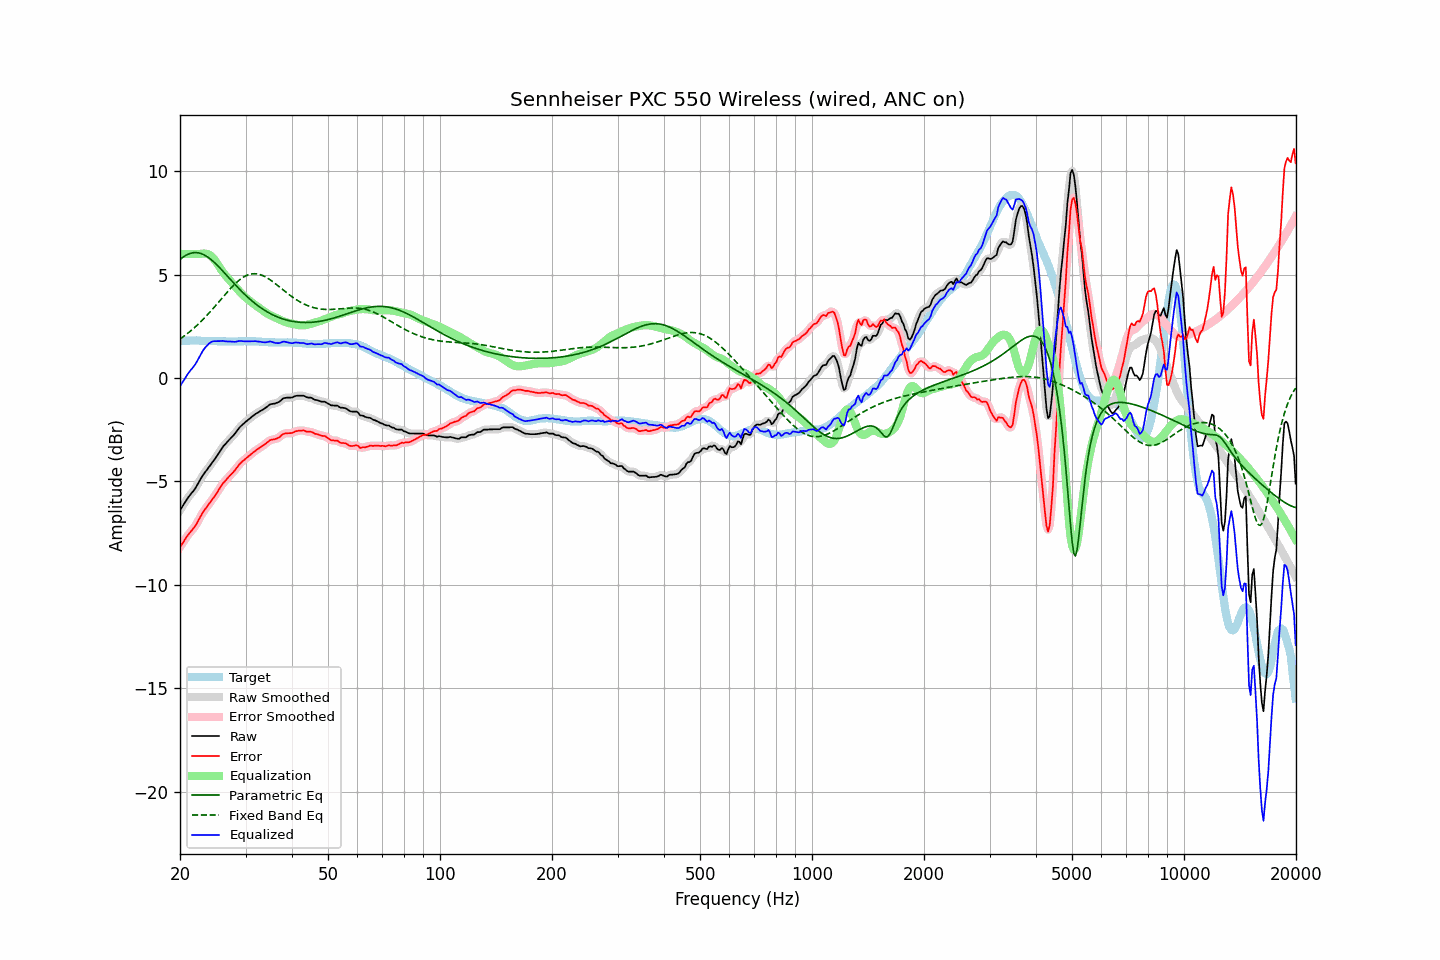 Sennheiser PXC 550 Wireless (wired, ANC on)
Amplitude (dBr)
10
5
0
−5
−10
−15
−20
Target
Raw Smoothed
Error Smoothed
Raw
Error
Equalization
Parametric Eq
Fixed Band Eq
Equalized
20 50 100 200 500 1000 2000 5000 10000 20000
Frequency (Hz)